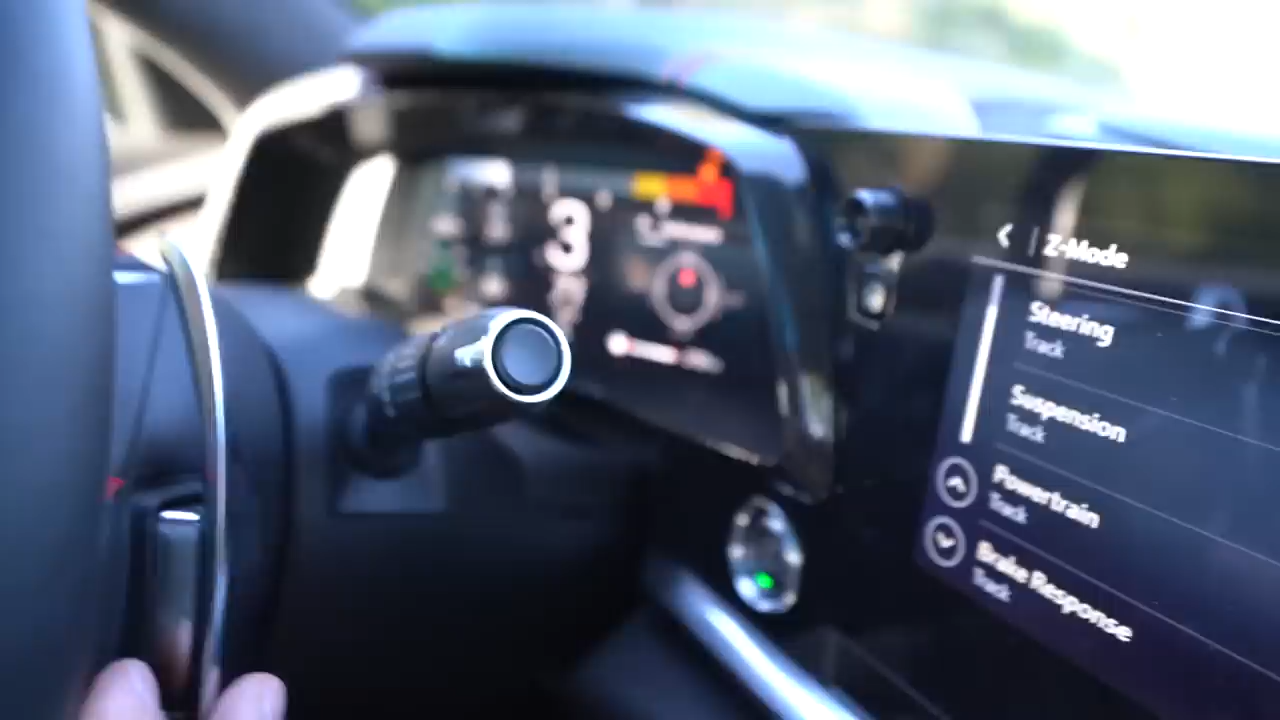 3
Z-Mode
Steering
Track
Suspension
Track
Powertrain
Track
Brake Response
Track